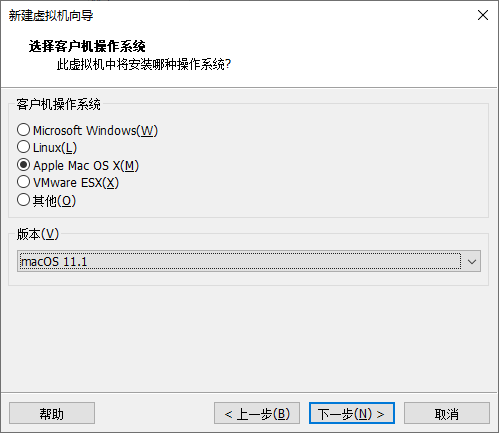 新建虚拟机向导
选择客户机操作系统
此虚拟机中将安装哪种操作系统?
客户机操作系统
Microsoft Windows(W)
Linux(L)
Apple Mac OS X(M)
VMware ESX(X)
其他(O)
版本(V)
macOS 11.1
帮助
< 上一步(B)
下一步(N) >
取消